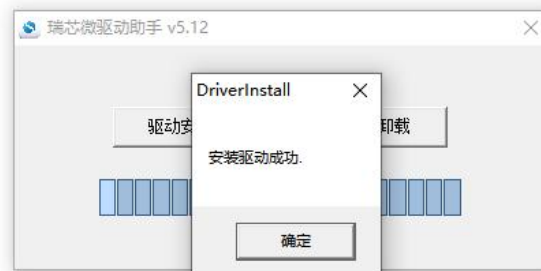 瑞芯微驱动助手 v5.12
DriverInstall
驱动安
卸载
安装驱动成功.
确定